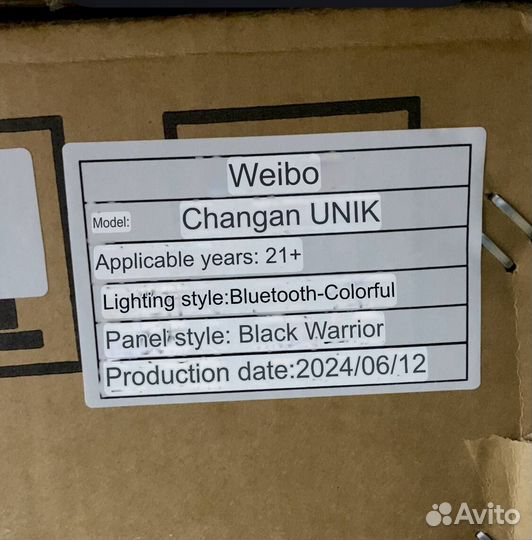 Weibo
Model: Changan UNIK
Applicable years: 21+
Lighting style:Bluetooth-Colorful
Panel style: Black Warrior
Production date:2024/06/12
Avito